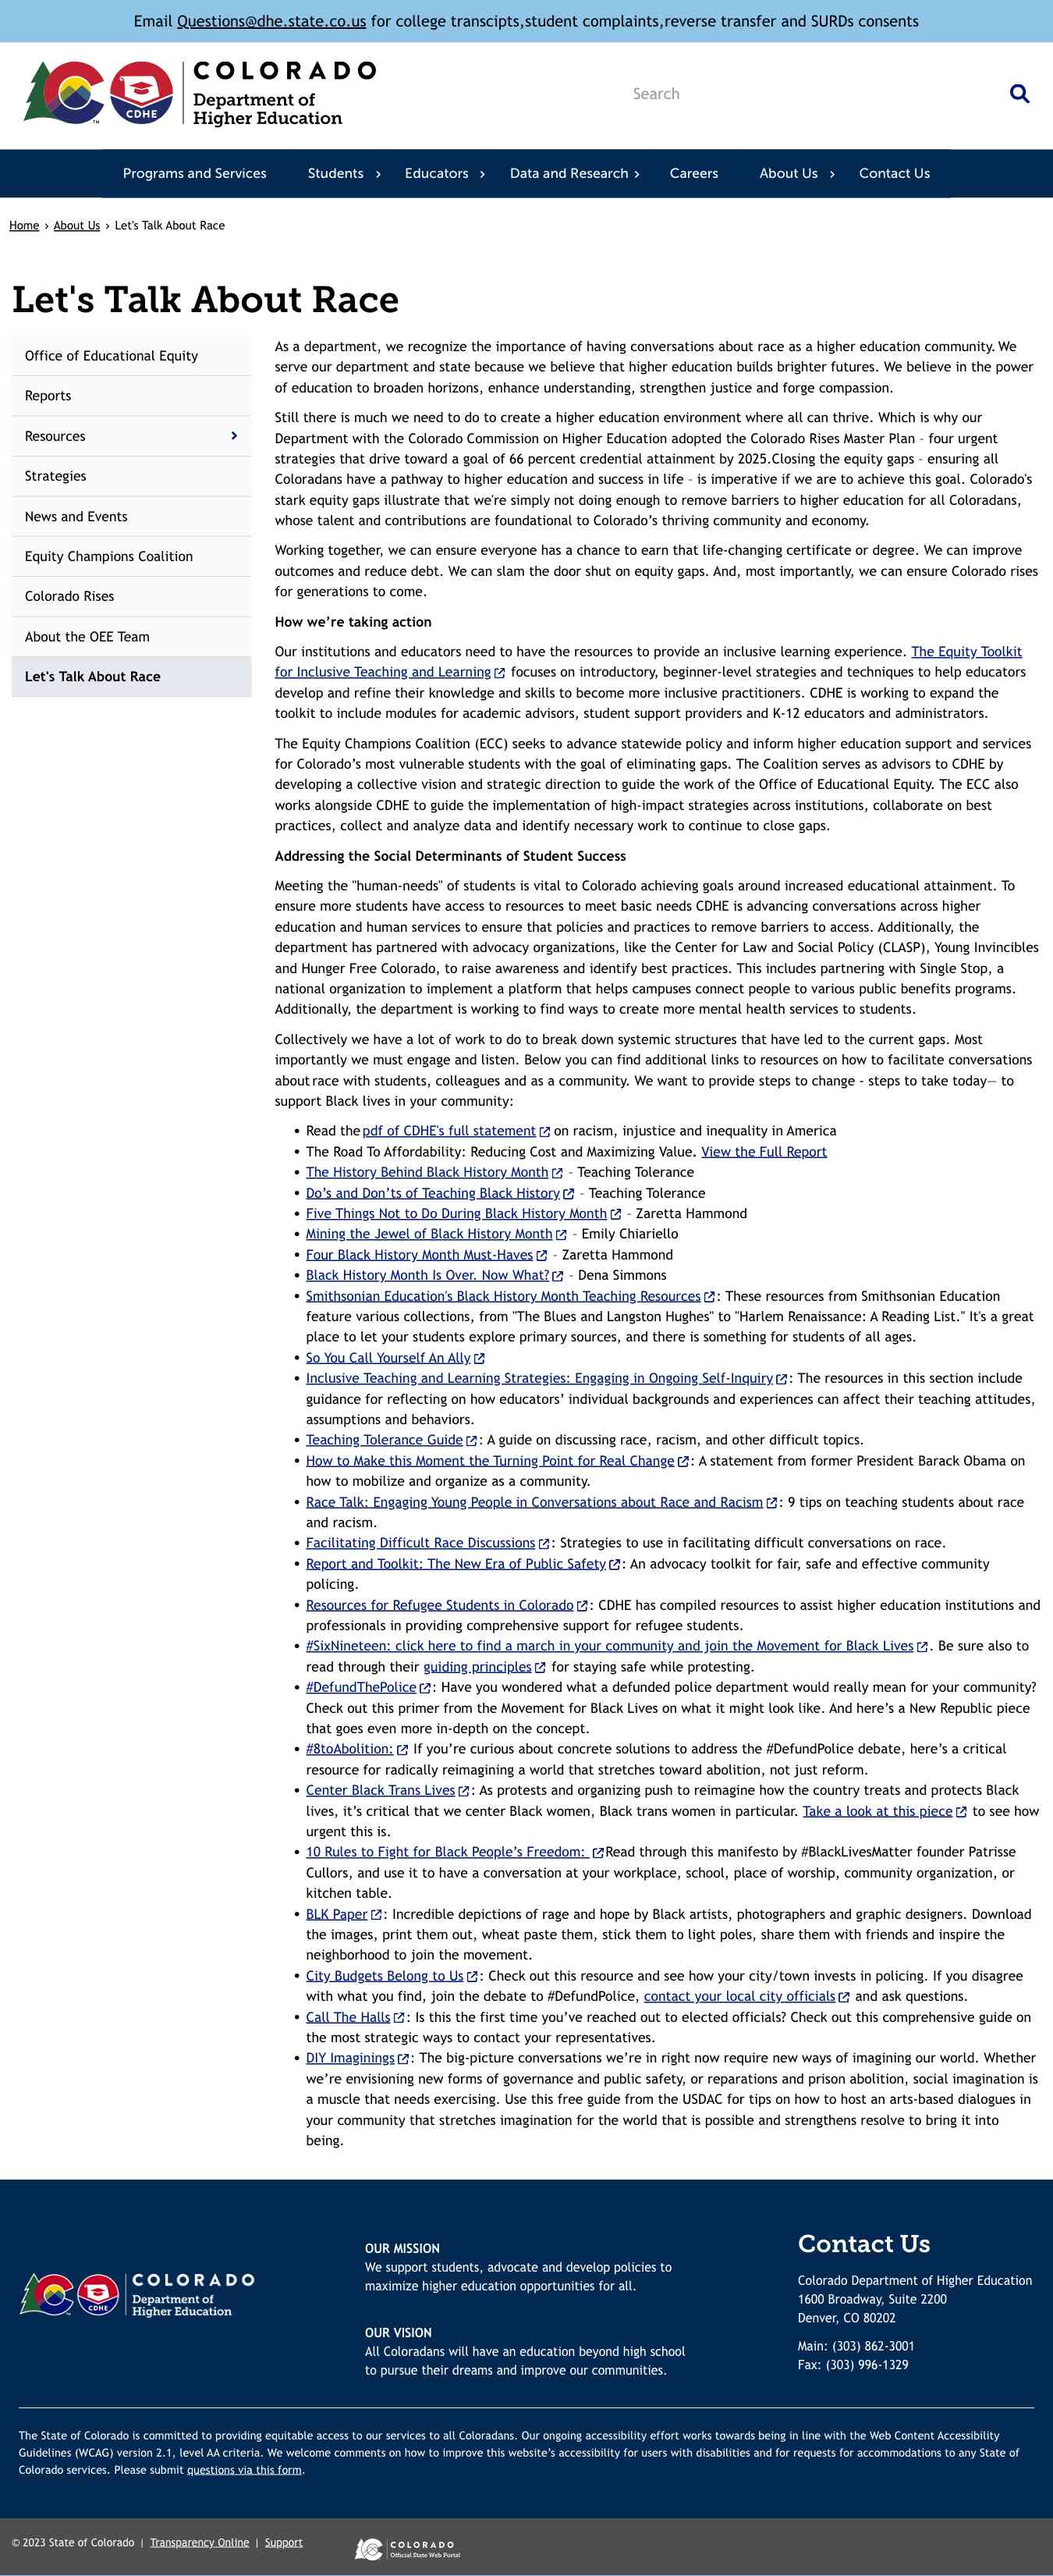 Email Questions@dhe.state.co.us for college transcipts,student complaints,reverse transfer and SURDs consents
CDHE
TM
COLORADO
Department of
Higher Education
Search
Programs and Services Students Educators Data and Research Careers About Us Contact Us
Home › About Us › Let's Talk About Race
Let's Talk About Race
Office of Educational Equity
Reports
Resources
Strategies
News and Events
Equity Champions Coalition
Colorado Rises
About the OEE Team
Let's Talk About Race
As a department, we recognize the importance of having conversations about race as a higher education community. We
serve our department and state because we believe that higher education builds brighter futures. We believe in the power
of education to broaden horizons, enhance understanding, strengthen justice and forge compassion.
Still there is much we need to do to create a higher education environment where all can thrive. Which is why our
Department with the Colorado Commission on Higher Education adopted the Colorado Rises Master Plan – four urgent
strategies that drive toward a goal of 66 percent credential attainment by 2025.Closing the equity gaps – ensuring all
Coloradans have a pathway to higher education and success in life – is imperative if we are to achieve this goal. Colorado's
stark equity gaps illustrate that we're simply not doing enough to remove barriers to higher education for all Coloradans,
whose talent and contributions are foundational to Colorado’s thriving community and economy.
Working together, we can ensure everyone has a chance to earn that life-changing certificate or degree. We can improve
outcomes and reduce debt. We can slam the door shut on equity gaps. And, most importantly, we can ensure Colorado rises
for generations to come.
How we’re taking action
Our institutions and educators need to have the resources to provide an inclusive learning experience. The Equity Toolkit
for Inclusive Teaching and Learning focuses on introductory, beginner-level strategies and techniques to help educators
develop and refine their knowledge and skills to become more inclusive practitioners. CDHE is working to expand the
toolkit to include modules for academic advisors, student support providers and K-12 educators and administrators.
The Equity Champions Coalition (ECC) seeks to advance statewide policy and inform higher education support and services
for Colorado’s most vulnerable students with the goal of eliminating gaps. The Coalition serves as advisors to CDHE by
developing a collective vision and strategic direction to guide the work of the Office of Educational Equity. The ECC also
works alongside CDHE to guide the implementation of high-impact strategies across institutions, collaborate on best
practices, collect and analyze data and identify necessary work to continue to close gaps.
Addressing the Social Determinants of Student Success
Meeting the "human-needs" of students is vital to Colorado achieving goals around increased educational attainment. To
ensure more students have access to resources to meet basic needs CDHE is advancing conversations across higher
education and human services to ensure that policies and practices to remove barriers to access. Additionally, the
department has partnered with advocacy organizations, like the Center for Law and Social Policy (CLASP), Young Invincibles
and Hunger Free Colorado, to raise awareness and identify best practices. This includes partnering with Single Stop, a
national organization to implement a platform that helps campuses connect people to various public benefits programs.
Additionally, the department is working to find ways to create more mental health services to students.
Collectively we have a lot of work to do to break down systemic structures that have led to the current gaps. Most
importantly we must engage and listen. Below you can find additional links to resources on how to facilitate conversations
about race with students, colleagues and as a community. We want to provide steps to change - steps to take today— to
support Black lives in your community:
• Read the pdf of CDHE's full statement on racism, injustice and inequality in America
• The Road To Affordability: Reducing Cost and Maximizing Value. View the Full Report
• The History Behind Black History Month – Teaching Tolerance
• Do’s and Don’ts of Teaching Black History – Teaching Tolerance
• Five Things Not to Do During Black History Month – Zaretta Hammond
• Mining the Jewel of Black History Month – Emily Chiariello
• Four Black History Month Must-Haves – Zaretta Hammond
• Black History Month Is Over. Now What? – Dena Simmons
• Smithsonian Education's Black History Month Teaching Resources: These resources from Smithsonian Education
feature various collections, from "The Blues and Langston Hughes" to "Harlem Renaissance: A Reading List." It's a great
place to let your students explore primary sources, and there is something for students of all ages.
• So You Call Yourself An Ally
• Inclusive Teaching and Learning Strategies: Engaging in Ongoing Self-Inquiry: The resources in this section include
guidance for reflecting on how educators’ individual backgrounds and experiences can affect their teaching attitudes,
assumptions and behaviors.
• Teaching Tolerance Guide: A guide on discussing race, racism, and other difficult topics.
• How to Make this Moment the Turning Point for Real Change: A statement from former President Barack Obama on
how to mobilize and organize as a community.
• Race Talk: Engaging Young People in Conversations about Race and Racism: 9 tips on teaching students about race
and racism.
• Facilitating Difficult Race Discussions: Strategies to use in facilitating difficult conversations on race.
• Report and Toolkit: The New Era of Public Safety: An advocacy toolkit for fair, safe and effective community
policing.
• Resources for Refugee Students in Colorado: CDHE has compiled resources to assist higher education institutions and
professionals in providing comprehensive support for refugee students.
• #SixNineteen: click here to find a march in your community and join the Movement for Black Lives. Be sure also to
read through their guiding principles for staying safe while protesting.
• #DefundThePolice: Have you wondered what a defunded police department would really mean for your community?
Check out this primer from the Movement for Black Lives on what it might look like. And here’s a New Republic piece
that goes even more in-depth on the concept.
• #8toAbolition: If you’re curious about concrete solutions to address the #DefundPolice debate, here’s a critical
resource for radically reimagining a world that stretches toward abolition, not just reform.
• Center Black Trans Lives: As protests and organizing push to reimagine how the country treats and protects Black
lives, it’s critical that we center Black women, Black trans women in particular. Take a look at this piece to see how
urgent this is.
• 10 Rules to Fight for Black People’s Freedom: Read through this manifesto by #BlackLivesMatter founder Patrisse
Cullors, and use it to have a conversation at your workplace, school, place of worship, community organization, or
kitchen table.
• BLK Paper: Incredible depictions of rage and hope by Black artists, photographers and graphic designers. Download
the images, print them out, wheat paste them, stick them to light poles, share them with friends and inspire the
neighborhood to join the movement.
• City Budgets Belong to Us: Check out this resource and see how your city/town invests in policing. If you disagree
with what you find, join the debate to #DefundPolice, contact your local city officials and ask questions.
• Call The Halls: Is this the first time you’ve reached out to elected officials? Check out this comprehensive guide on
the most strategic ways to contact your representatives.
• DIY Imaginings: The big-picture conversations we’re in right now require new ways of imagining our world. Whether
we’re envisioning new forms of governance and public safety, or reparations and prison abolition, social imagination is
a muscle that needs exercising. Use this free guide from the USDAC for tips on how to host an arts-based dialogues in
your community that stretches imagination for the world that is possible and strengthens resolve to bring it into
being.
CDHE
COLORADO
Department of
Higher Education
OUR MISSION
We support students, advocate and develop policies to
maximize higher education opportunities for all.
OUR VISION
All Coloradans will have an education beyond high school
to pursue their dreams and improve our communities.
Contact Us
Colorado Department of Higher Education
1600 Broadway, Suite 2200
Denver, CO 80202
Main: (303) 862-3001
Fax: (303) 996-1329
The State of Colorado is committed to providing equitable access to our services to all Coloradans. Our ongoing accessibility effort works towards being in line with the Web Content Accessibility
Guidelines (WCAG) version 2.1, level AA criteria. We welcome comments on how to improve this website’s accessibility for users with disabilities and for requests for accommodations to any State of
Colorado services. Please submit questions via this form.
© 2023 State of Colorado | Transparency Online | Support
COLORADO
Official State Web Portal